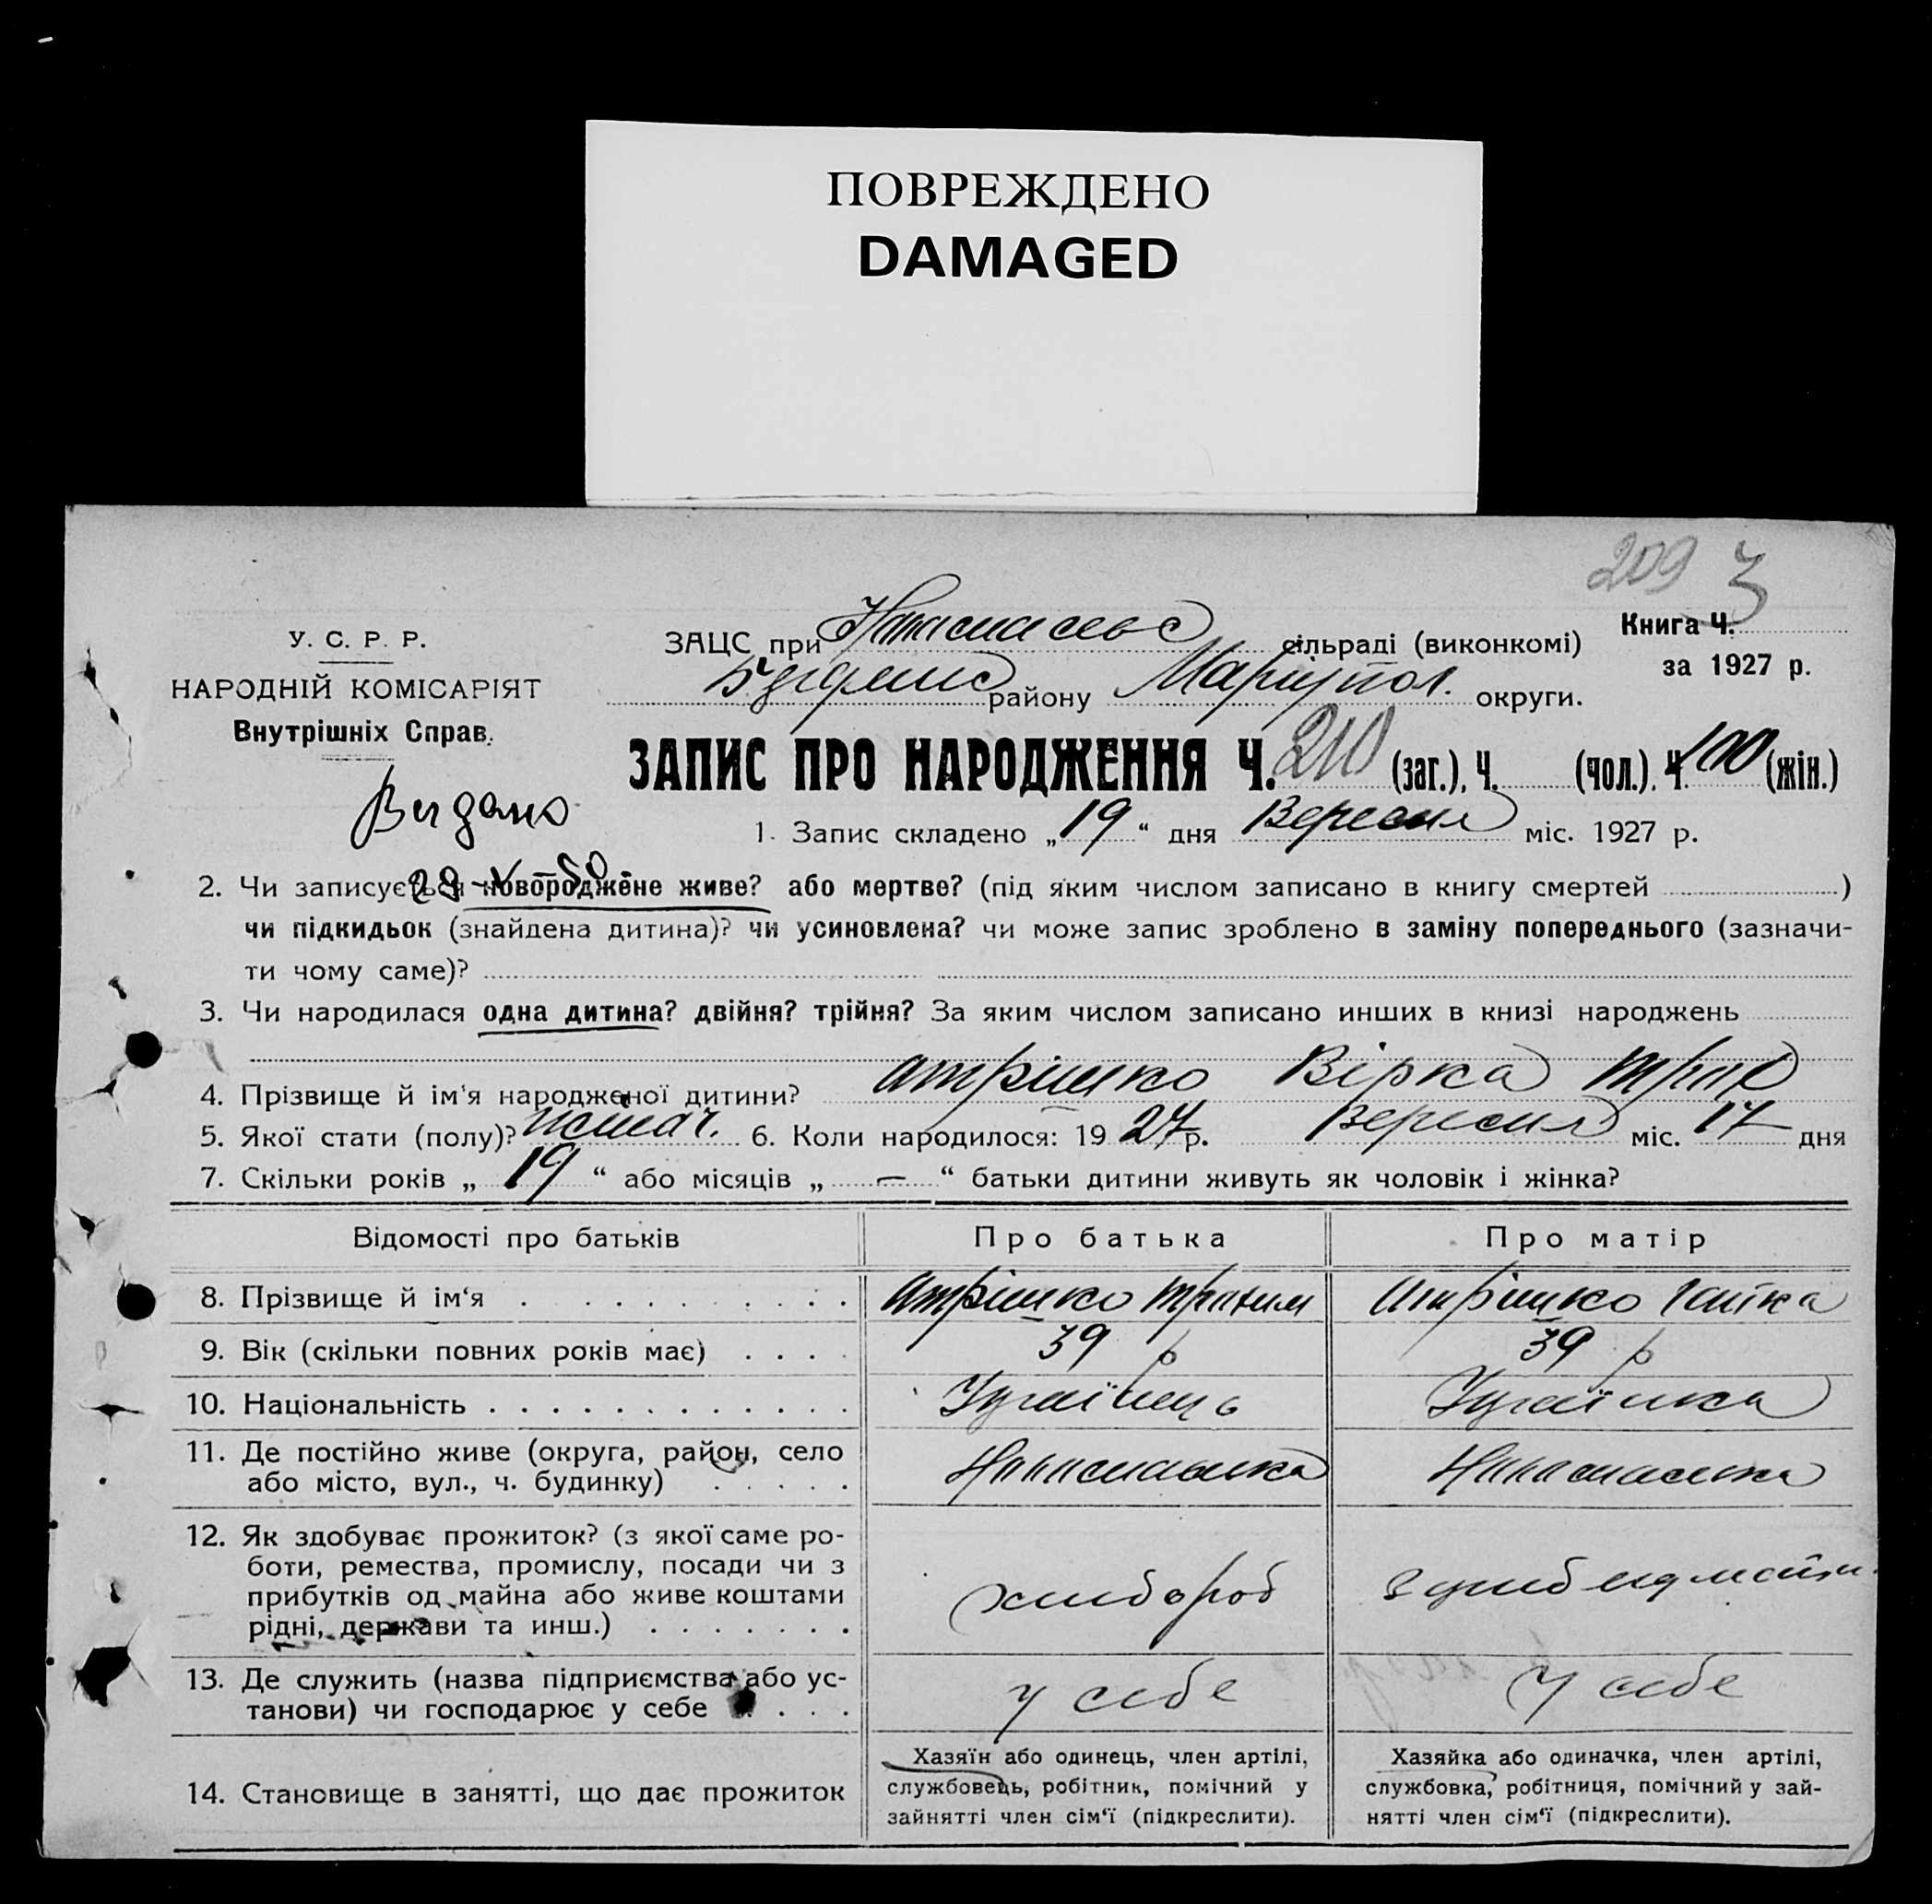 ПОВРЕЖДЕНО
DAMAGED
209 3
У. С. Р. Р.
НАРОДНІЙ КОМІСАРІЯТ
Внутрішніх Справ.
Видано
28-V-50
ЗАЦС при сільраді (виконкомі)
району Маріупол. округи.
Книга Ч.
за 1927 р.
ЗАПИС ПРО НАРОДЖЕННЯ Ч. 210 (заг.), Ч. (чол.), Ч. 100 (жін.)
1. Запис складено „19“ дня Вересня міс. 1927 р.
2. Чи записується новороджене живе? або мертве? (під яким числом записано в книгу смертей )
чи підкидьок (знайдена дитина)? чи усиновлена? чи може запис зроблено в заміну попереднього (зазначи-
ти чому саме)?
3. Чи народилася одна дитина? двійня? трійня? За яким числом записано инших в книзі народжень
4. Прізвище й ім'я народженої дитини? Вірка
5. Якої стати (полу)? 6. Коли народилося: 1927 р. Вересня міс. 17 дня
7. Скільки років „19“ або місяців „—“ батьки дитини живуть як чоловік і жінка?
Відомості про батьків Про батька Про матір
8. Прізвище й ім‘я
9. Вік (скільки повних років має) 39 р 39 р
10. Національність Українець Українка
11. Де постійно живе (округа, район, село
або місто, вул., ч. будинку)
12. Як здобуває прожиток? (з якої саме ро-
боти, ремества, промислу, посади чи з
прибутків од майна або живе коштами
рідні, держави та инш.) хлибороб
13. Де служить (назва підприємства або ус-
танови) чи господарює у себе у себе у себе
14. Становище в занятті, що дає прожиток
Хазяїн або одинець, член артілі,
службовець, робітник, помічний у
зайнятті член сім‘ї (підкреслити).
Хазяйка або одиначка, член артілі,
службовка, робітниця, помічний у зай-
нятті член сім‘ї (підкреслити).